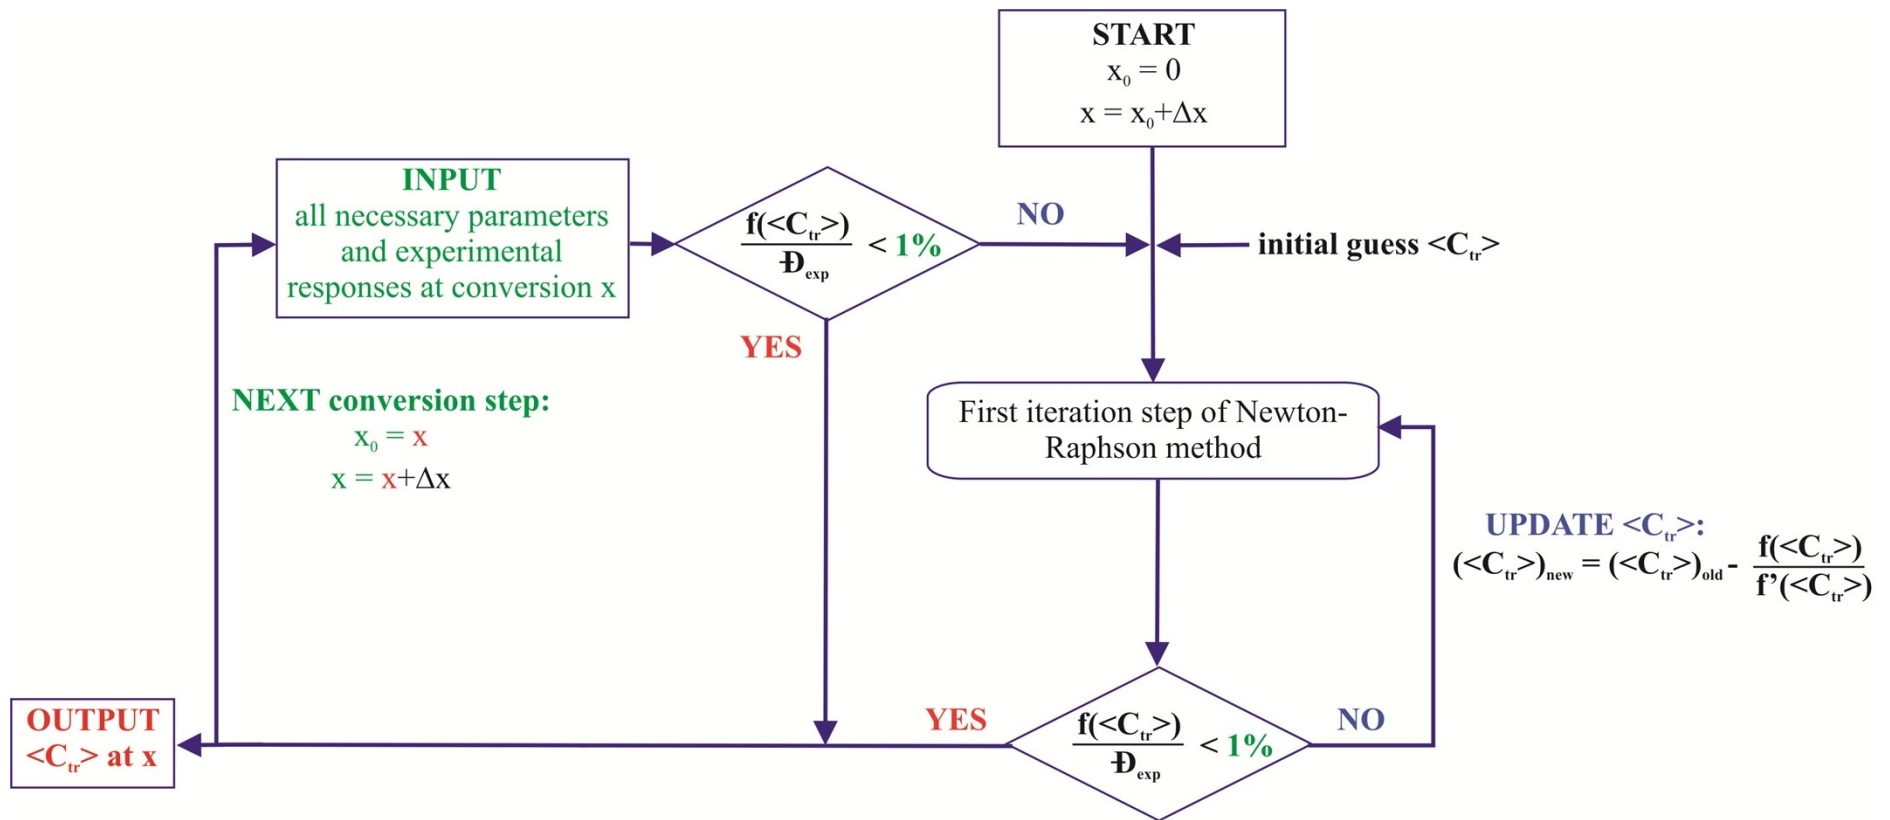 START
x₀ = 0
x = x₀+Δx
INPUT
all necessary parameters
and experimental
responses at conversion x
f(<Cₜᵣ>)
Đₑₓₚ
< 1%
NO
initial guess <Cₜᵣ>
YES
NEXT conversion step:
x₀ = x
x = x+Δx
First iteration step of Newton-
Raphson method
UPDATE <Cₜᵣ>:
(<Cₜᵣ>)new = (<Cₜᵣ>)old - f(<Cₜᵣ>)
f’(<Cₜᵣ>)
OUTPUT
<Cₜᵣ> at x
YES
f(<Cₜᵣ>)
Đₑₓₚ
< 1%
NO